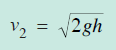 v₂ = √2gh